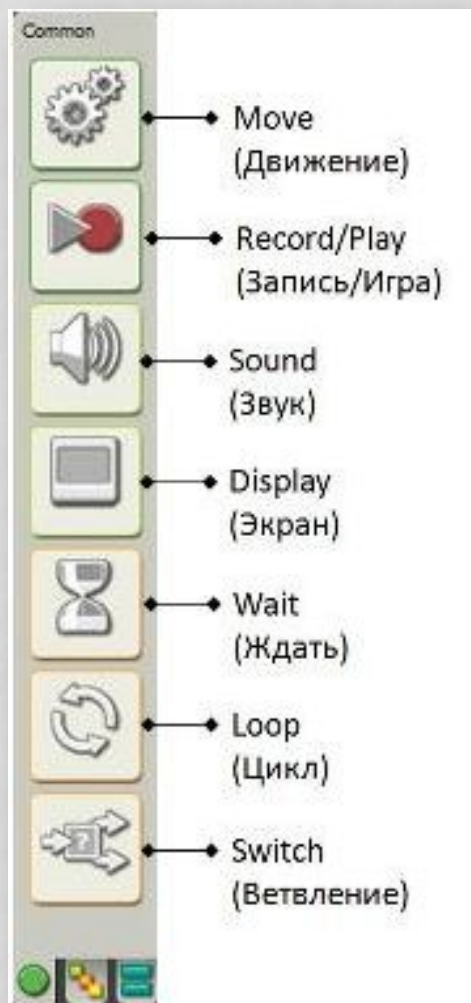 Common
Move
(Движение)
Record/Play
(Запись/Игра)
Sound
(Звук)
Display
(Экран)
Wait
(Ждать)
Loop
(Цикл)
?
Switch
(Ветвление)